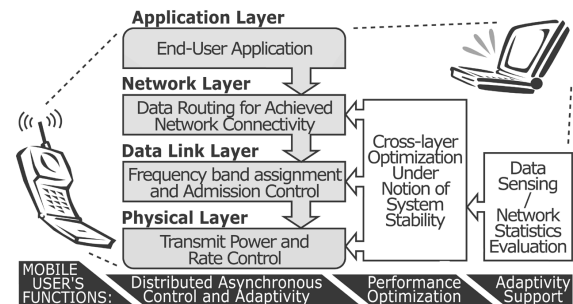 Application Layer
End-User Application
Network Layer
Data Routing for Achieved
Network Connectivity
Data Link Layer
Frequency band assignment
and Admission Control
Physical Layer
Transmit Power and
Rate Control
Cross-layer
Optimization
Under
Notion of
System
Stability
Data
Sensing
/
Network
Statistics
Evaluation
MOBILE
USER'S
FUNCTIONS:
Distributed Asynchronous
Control and Adaptivity
Performance
Optimization
Adaptivity
Support